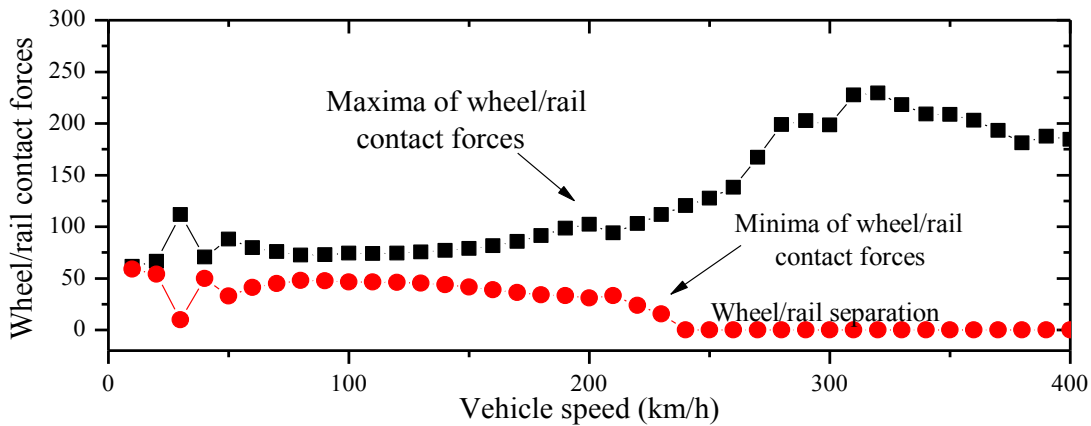 Wheel/rail contact forces
300
250
200
150
100
50
0
Maxima of wheel/rail
contact forces
Minima of wheel/rail
contact forces
Wheel/rail separation
0
100
200
300
400
Vehicle speed (km/h)